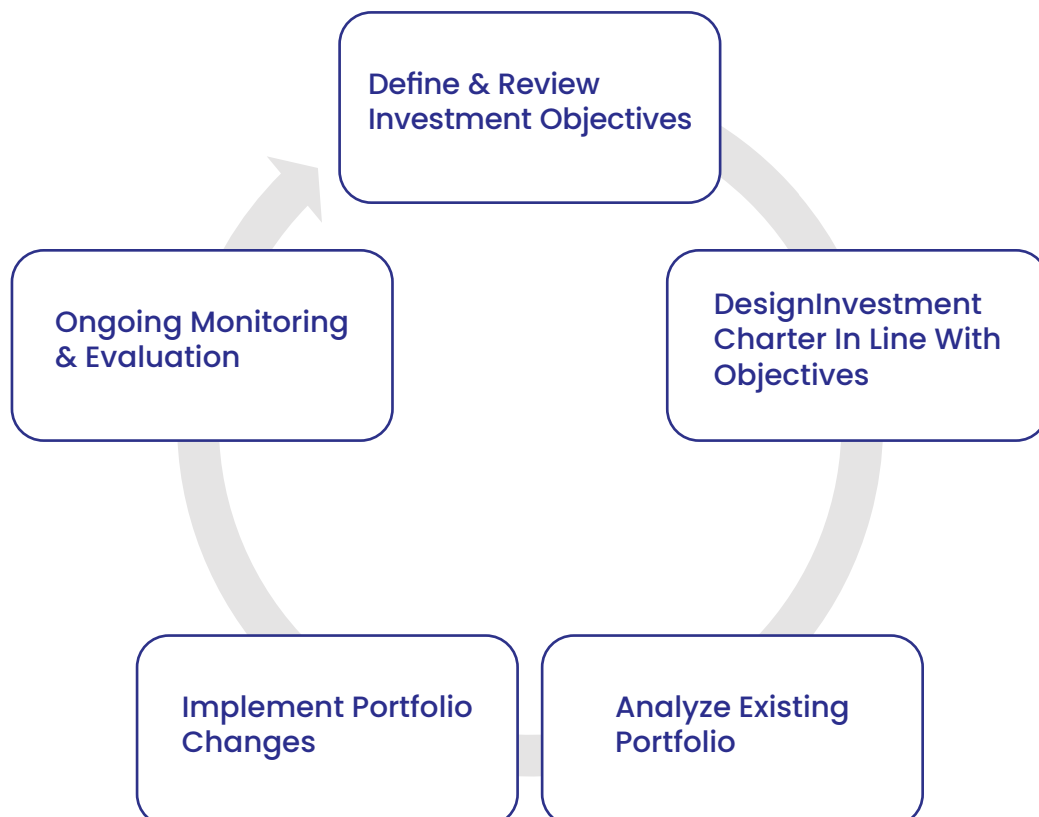 Define & Review
Investment Objectives
DesignInvestment
Charter In Line With
Objectives
Analyze Existing
Portfolio
Implement Portfolio
Changes
Ongoing Monitoring
& Evaluation